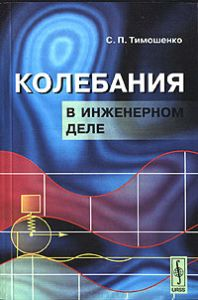 С. П. Тимошенко
КОЛЕБАНИЯ
В ИНЖЕНЕРНОМ
ДЕЛЕ
URSS